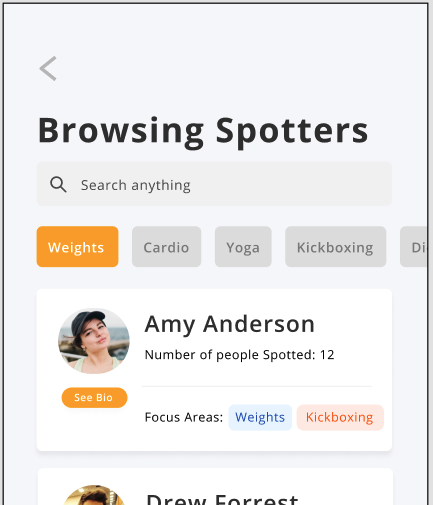 Browsing Spotters
Search anything
Weights Cardio Yoga Kickboxing
Amy Anderson
Number of people Spotted: 12
See Bio
Focus Areas: Weights Kickboxing
Drew Forrest